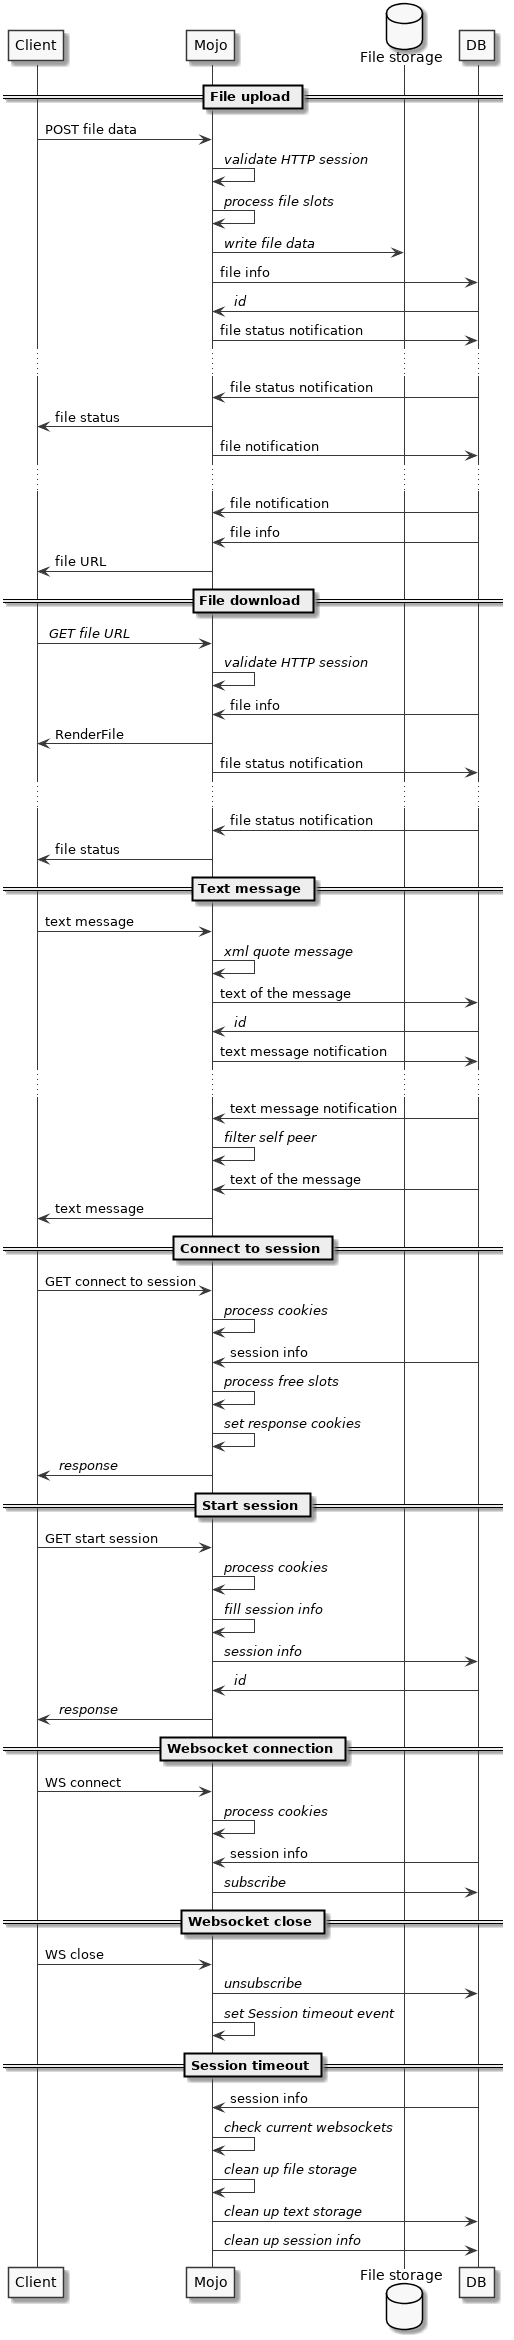 Client
Mojo
File storage
DB
File upload
POST file data
validate HTTP session
process file slots
write file data
file info
id
file status notification
file status notification
file status
file notification
file notification
file info
file URL
File download
GET file URL
validate HTTP session
file info
RenderFile
file status notification
file status notification
file status
Text message
text message
xml quote message
text of the message
id
text message notification
text message notification
filter self peer
text of the message
text message
Connect to session
GET connect to session
process cookies
session info
process free slots
set response cookies
response
Start session
GET start session
process cookies
fill session info
session info
id
response
Websocket connection
WS connect
process cookies
session info
subscribe
Websocket close
WS close
unsubscribe
set Session timeout event
Session timeout
session info
check current websockets
clean up file storage
clean up text storage
clean up session info
Client
Mojo
File storage
DB